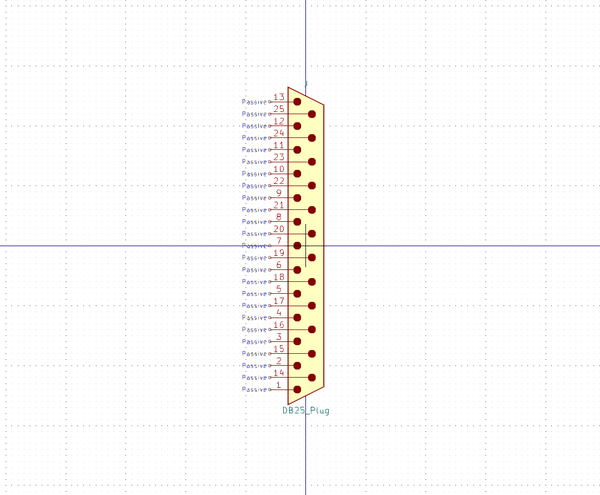 J
Passive 13
Passive 25
Passive 12
Passive 24
Passive 11
Passive 23
Passive 10
Passive 22
Passive 9
Passive 21
Passive 8
Passive 20
Passive 7
Passive 19
Passive 6
Passive 18
Passive 5
Passive 17
Passive 4
Passive 16
Passive 3
Passive 15
Passive 2
Passive 14
Passive 1
DB25_Plug